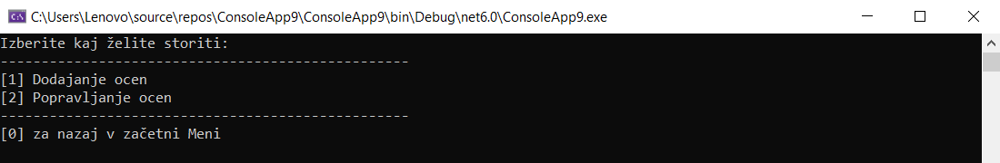 C:\Users\Lenovo\source\repos\ConsoleApp9\ConsoleApp9\bin\Debug\net6.0\ConsoleApp9.exe
Izberite kaj želite storiti:
--------------------------------------------------
[1] Dodajanje ocen
[2] Popravljanje ocen
--------------------------------------------------
[0] za nazaj v začetni Meni